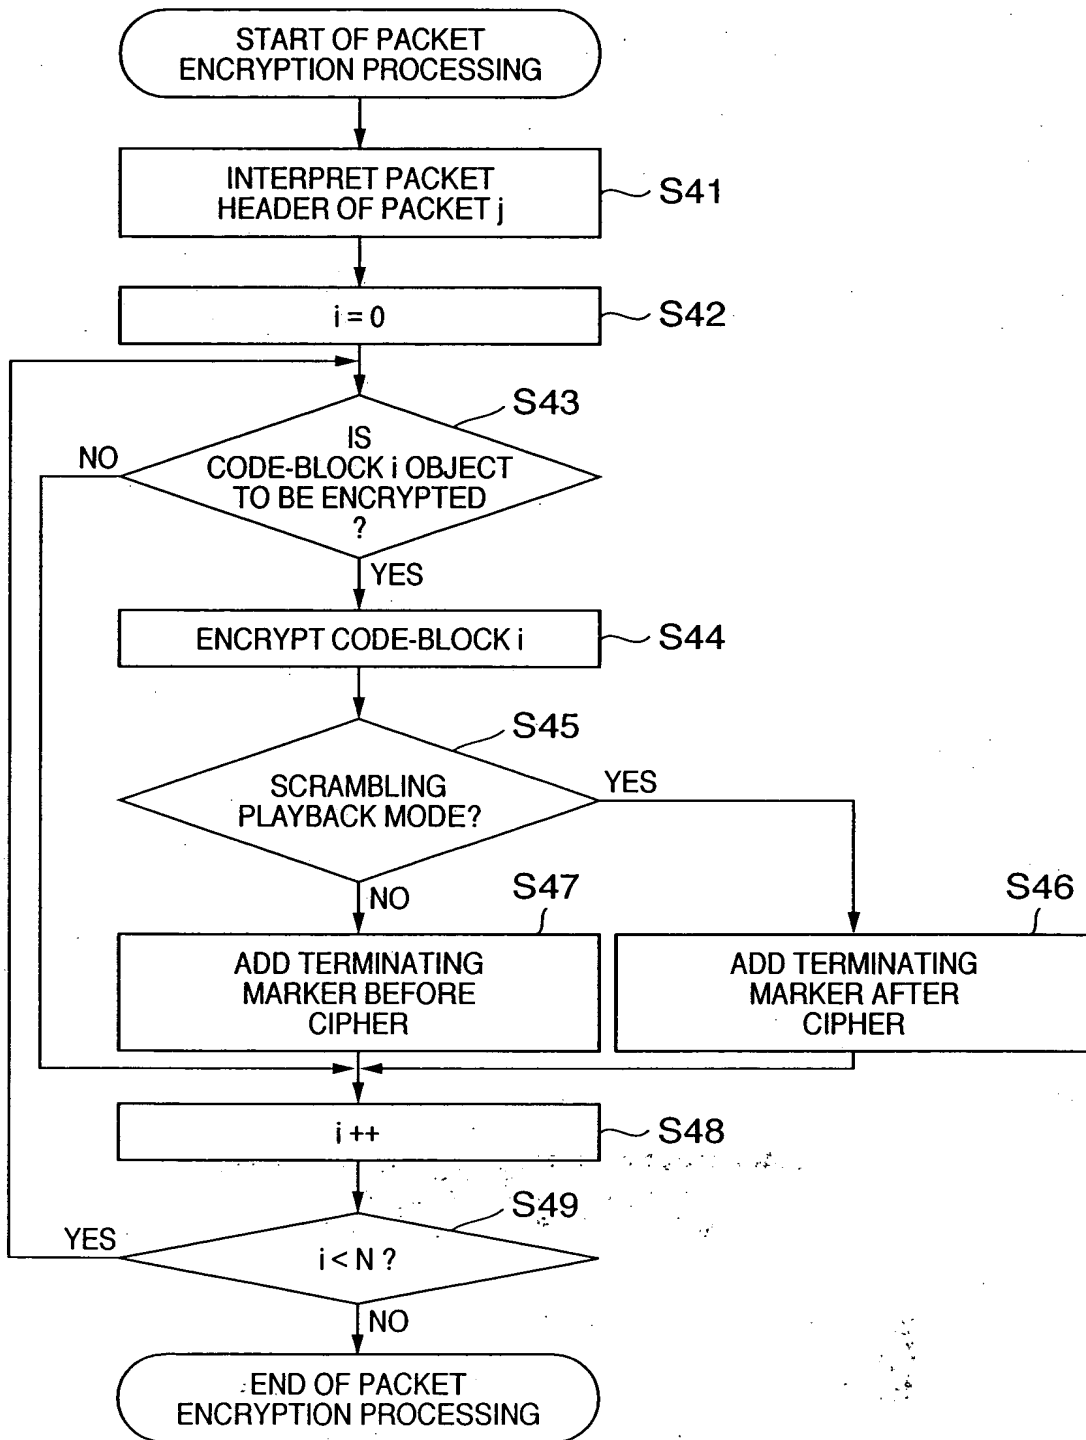 START OF PACKET
ENCRYPTION PROCESSING
INTERPRET PACKET
HEADER OF PACKET j
S41
i = 0
S42
S43
IS
CODE-BLOCK i OBJECT
TO BE ENCRYPTED
?
NO
YES
ENCRYPT CODE-BLOCK i
S44
S45
SCRAMBLING
PLAYBACK MODE?
YES
NO
S47
S46
ADD TERMINATING
MARKER BEFORE
CIPHER
ADD TERMINATING
MARKER AFTER
CIPHER
i ++
S48
S49
YES
i < N ?
NO
END OF PACKET
ENCRYPTION PROCESSING